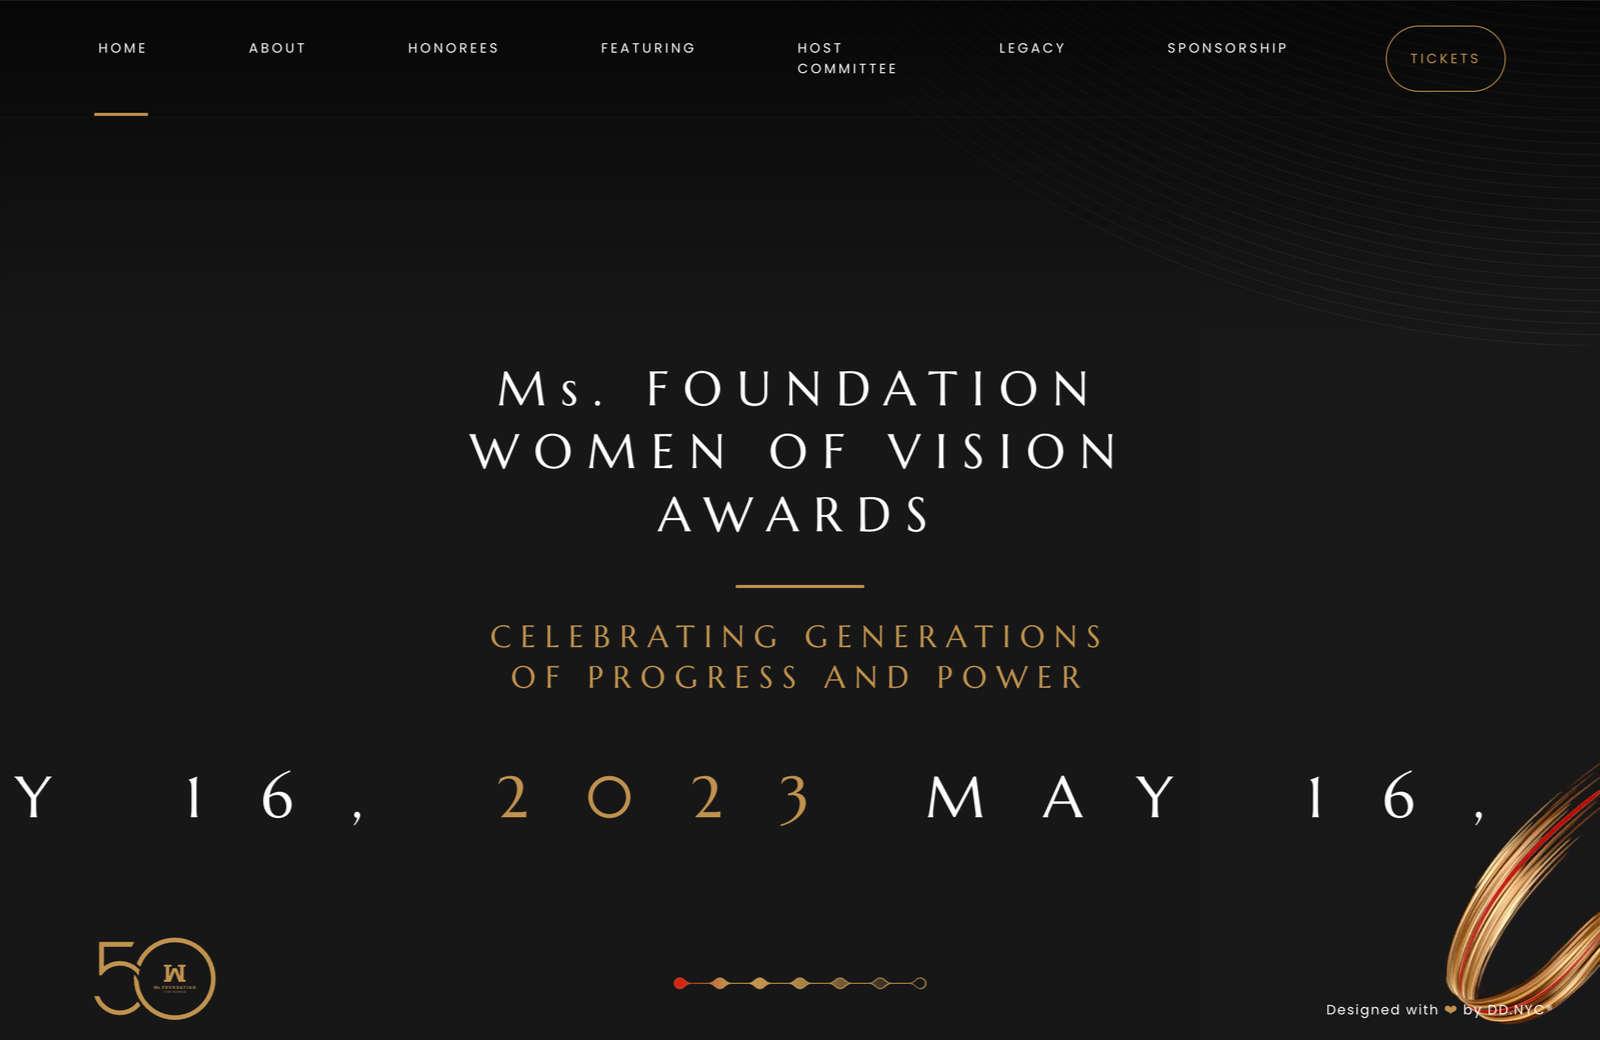 HOME
ABOUT
HONOREES
FEATURING
HOST
COMMITTEE
LEGACY
SPONSORSHIP
TICKETS
Ms. FOUNDATION
WOMEN OF VISION
AWARDS
CELEBRATING GENERATIONS
OF PROGRESS AND POWER
Y 16, 2023 MAY 16,
50
W
Ms. FOUNDATION
Designed with ❤ by DD.NYC®